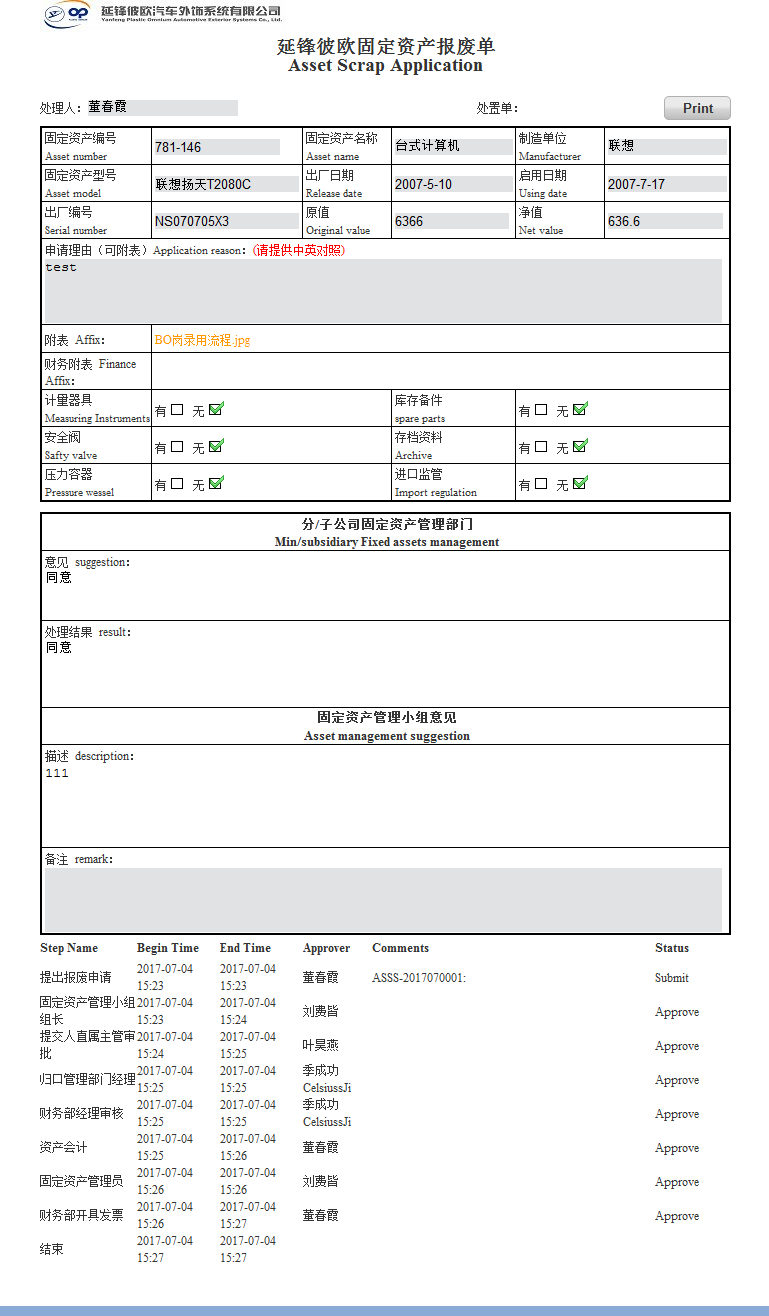 OP
延锋彼欧汽车外饰系统有限公司
Yanfeng Plastic Omnium Automotive Exterior Systems Co., Ltd.
延锋彼欧固定资产报废单
Asset Scrap Application
处理人: 董春霞 处置单: Print
固定资产编号 781-146 固定资产名称 台式计算机 制造单位 联想
Asset number Asset name Manufacturer
固定资产型号 联想扬天T2080C 出厂日期 2007-5-10 启用日期 2007-7-17
Asset model Release date Using date
出厂编号 NS070705X3 原值 6366 净值 636.6
Serial number Original value Net value
申请理由（可附表）Application reason: (请提供中英对照)
test
附表 Affix: BO岗录用流程.jpg
财务附表 Finance
Affix:
计量器具 有 无 库存备件 有 无
Measuring Instruments spare parts
安全阀 有 无 存档资料 有 无
Safty valve Archive
压力容器 有 无 进口监管 有 无
Pressure wessel Import regulation
分/子公司固定资产管理部门
Min/subsidiary Fixed assets management
意见 suggestion:
同意
处理结果 result:
同意
固定资产管理小组意见
Asset management suggestion
描述 description:
111
备注 remark:
Step Name Begin Time End Time Approver Comments Status
提出报废申请 2017-07-04 15:23 2017-07-04 15:23 董春霞 ASSS-2017070001: Submit
固定资产管理小组组长 2017-07-04 15:23 2017-07-04 15:24 刘费皆 Approve
提交人直属主管审批 2017-07-04 15:24 2017-07-04 15:25 叶昊燕 Approve
归口管理部门经理 2017-07-04 15:25 2017-07-04 15:25 季成功 CelsiussJi Approve
财务部经理审核 2017-07-04 15:25 2017-07-04 15:25 季成功 CelsiussJi Approve
资产会计 2017-07-04 15:25 2017-07-04 15:26 董春霞 Approve
固定资产管理员 2017-07-04 15:26 2017-07-04 15:26 刘费皆 Approve
财务部开具发票 2017-07-04 15:26 2017-07-04 15:27 董春霞 Approve
结束 2017-07-04 15:27 2017-07-04 15:27